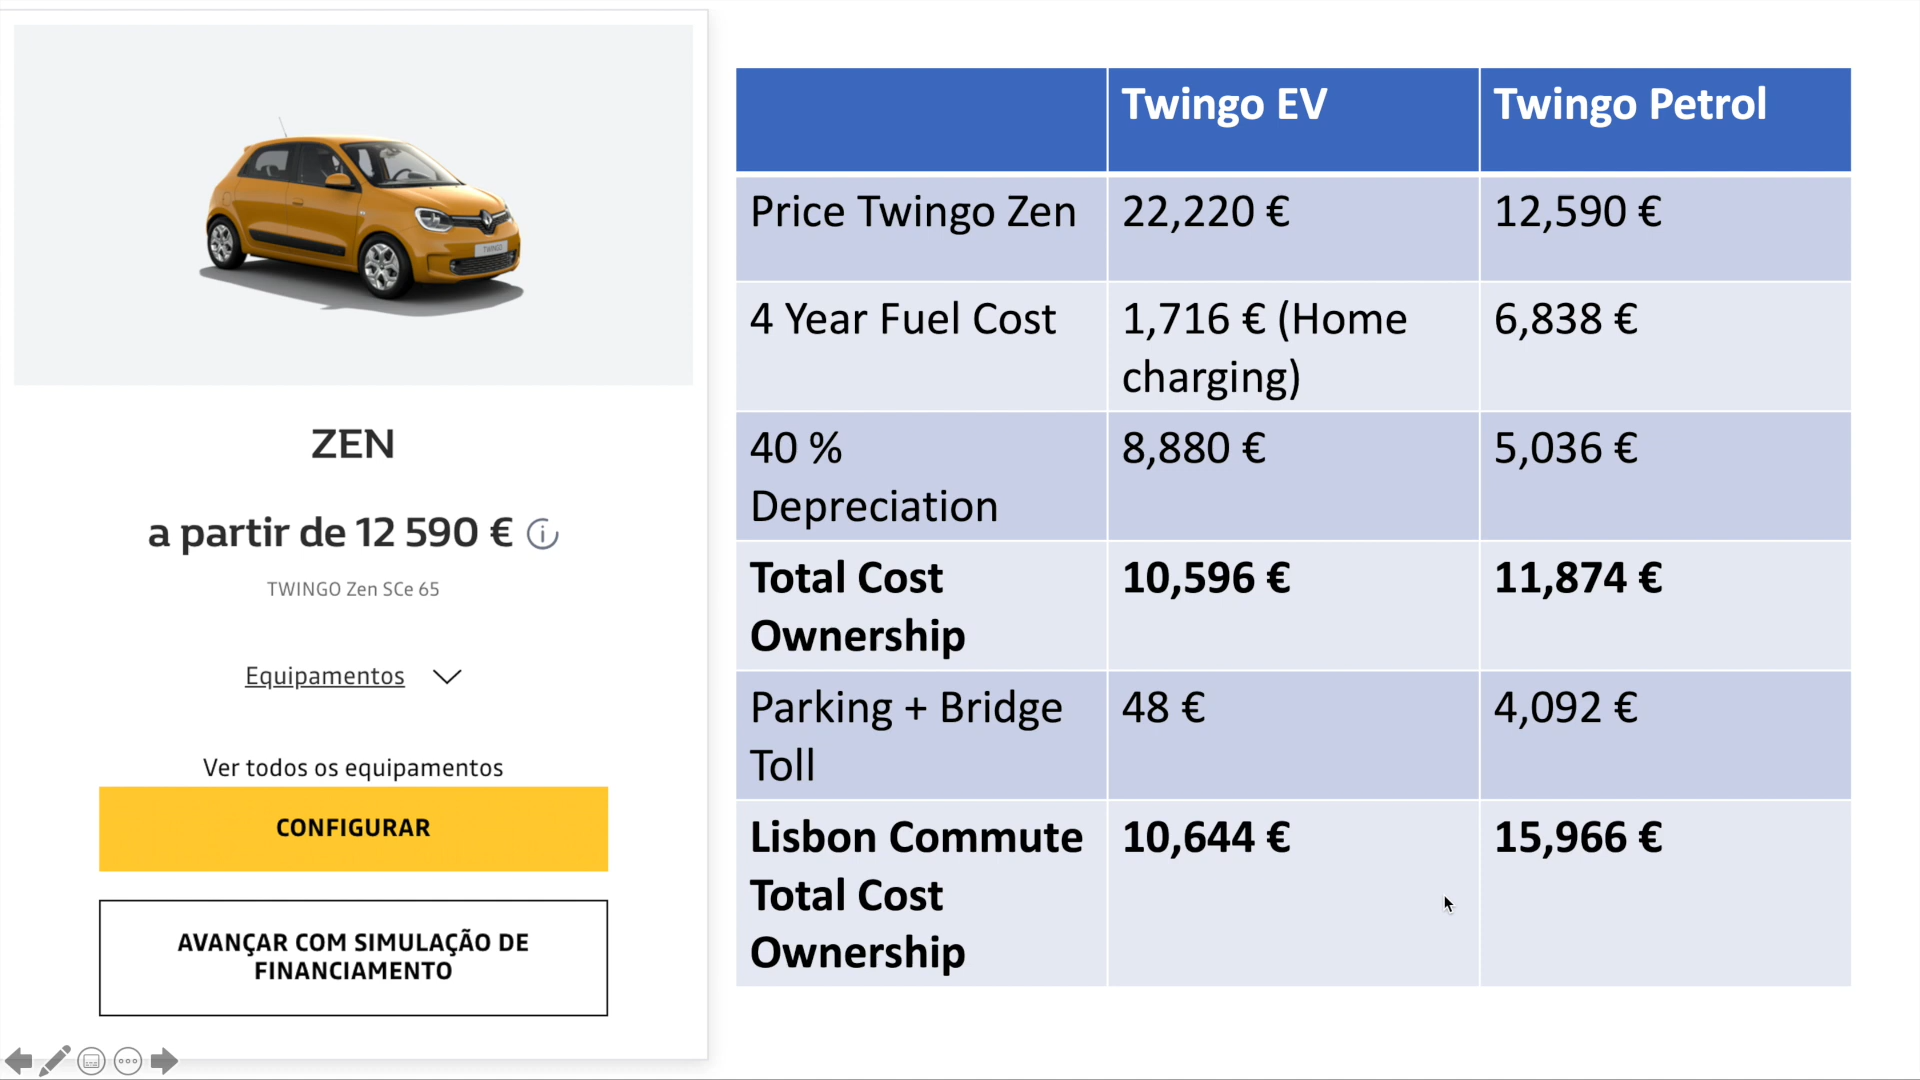 TWINGO
ZEN
a partir de 12 590 €
TWINGO Zen SCe 65
Equipamentos
Ver todos os equipamentos
CONFIGURAR
AVANÇAR COM SIMULAÇÃO DE
FINANCIAMENTO
Twingo EV Twingo Petrol
Price Twingo Zen 22,220 € 12,590 €
4 Year Fuel Cost 1,716 € (Home 6,838 €
charging)
40 % 8,880 € 5,036 €
Depreciation
Total Cost 10,596 € 11,874 €
Ownership
Parking + Bridge 48 € 4,092 €
Toll
Lisbon Commute 10,644 € 15,966 €
Total Cost
Ownership